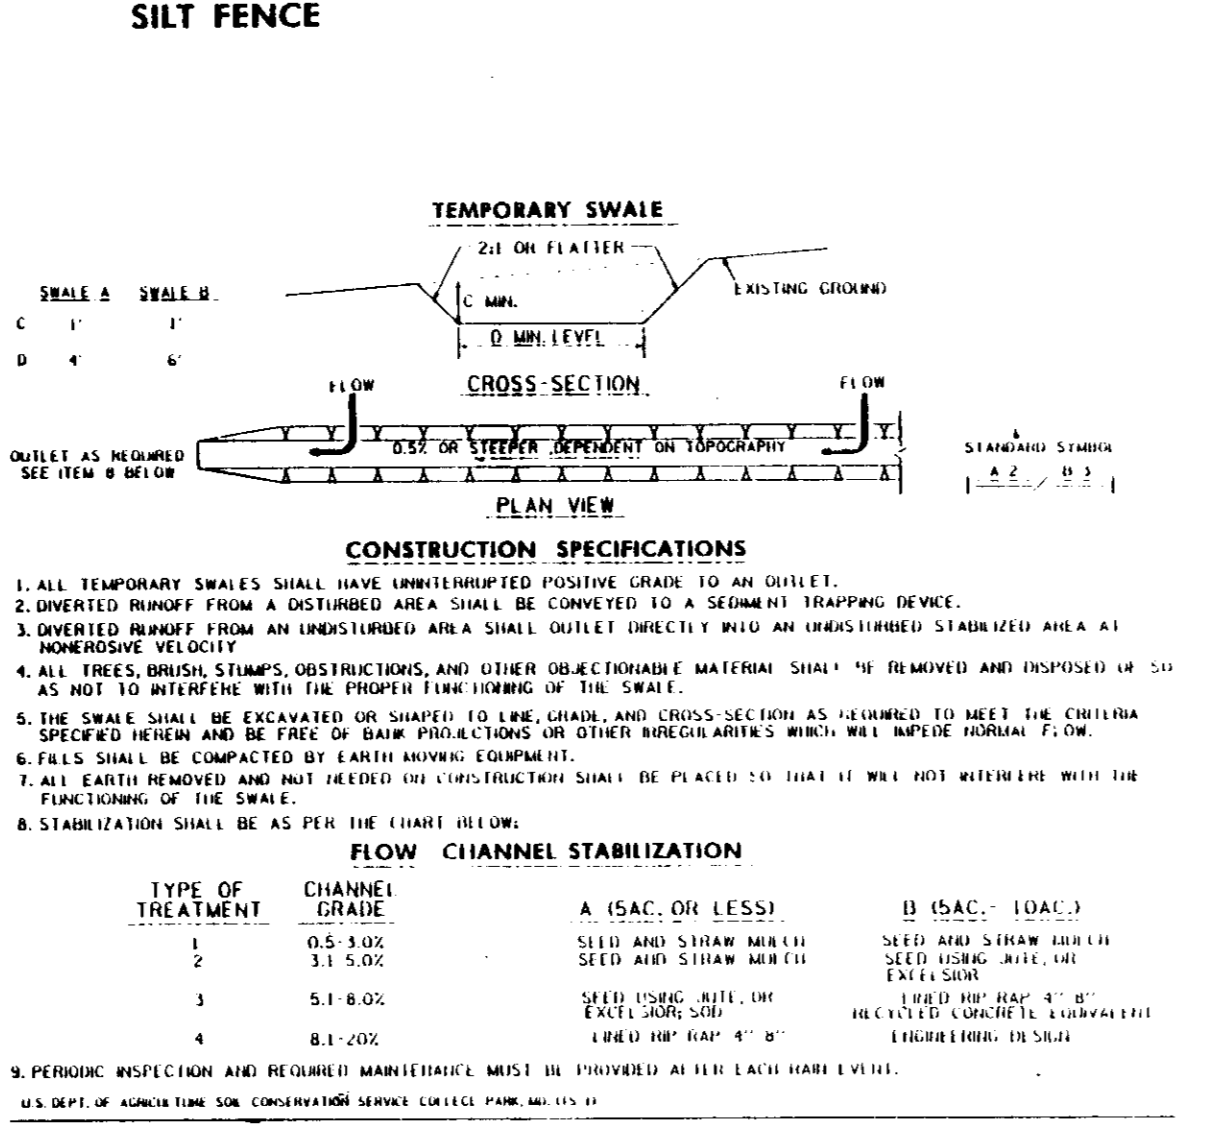 SILT FENCE
TEMPORARY SWALE
2:1 OR FLATTER
SWALE A SWALE B
EXISTING GROUND
C MIN.
C 1' 1'
D MIN. LEVEL
D 4' 6'
CROSS-SECTION
FLOW FLOW
0.5% OR STEEPER, DEPENDENT ON TOPOGRAPHY
OUTLET AS REQUIRED
SEE ITEM 8 BELOW
STANDARD SYMBOL
A-2 / B-3
PLAN VIEW
CONSTRUCTION SPECIFICATIONS
1. ALL TEMPORARY SWALES SHALL HAVE UNINTERRUPTED POSITIVE GRADE TO AN OUTLET.
2. DIVERTED RUNOFF FROM A DISTURBED AREA SHALL BE CONVEYED TO A SEDIMENT TRAPPING DEVICE.
3. DIVERTED RUNOFF FROM AN UNDISTURBED AREA SHALL OUTLET DIRECTLY INTO AN UNDISTURBED STABILIZED AREA AT
NONEROSIVE VELOCITY
4. ALL TREES, BRUSH, STUMPS, OBSTRUCTIONS, AND OTHER OBJECTIONABLE MATERIAL SHALL BE REMOVED AND DISPOSED OF SO
AS NOT TO INTERFERE WITH THE PROPER FUNCTIONING OF THE SWALE.
5. THE SWALE SHALL BE EXCAVATED OR SHAPED TO LINE, GRADE, AND CROSS-SECTION AS REQUIRED TO MEET THE CRITERIA
SPECIFIED HEREIN AND BE FREE OF BANK PROJECTIONS OR OTHER IRREGULARITIES WHICH WILL IMPEDE NORMAL FLOW.
6. FILLS SHALL BE COMPACTED BY EARTH MOVING EQUIPMENT.
7. ALL EARTH REMOVED AND NOT NEEDED ON CONSTRUCTION SHALL BE PLACED SO THAT IT WILL NOT INTERFERE WITH THE
FUNCTIONING OF THE SWALE.
8. STABILIZATION SHALL BE AS PER THE CHART BELOW:
FLOW CHANNEL STABILIZATION
TYPE OF CHANNEL
TREATMENT GRADE A (5AC. OR LESS) B (5AC.- 10AC.)
1 0.5-3.0% SEED AND STRAW MULCH SEED AND STRAW MULCH
2 3.1-5.0% SEED AND STRAW MULCH SEED USING JUTE, OR
EXCELSIOR
3 5.1-8.0% SEED USING JUTE, OR LINED RIP RAP 4" 8"
EXCELSIOR; SOD RECYCLED CONCRETE EQUIVALENT
4 8.1-20% LINED RIP RAP 4" 8" ENGINEERING DESIGN
9. PERIODIC INSPECTION AND REQUIRED MAINTENANCE MUST BE PROVIDED AFTER EACH RAIN EVENT.
U.S. DEPT. OF AGRICULTURE SOIL CONSERVATION SERVICE COLLEGE PARK, MD.